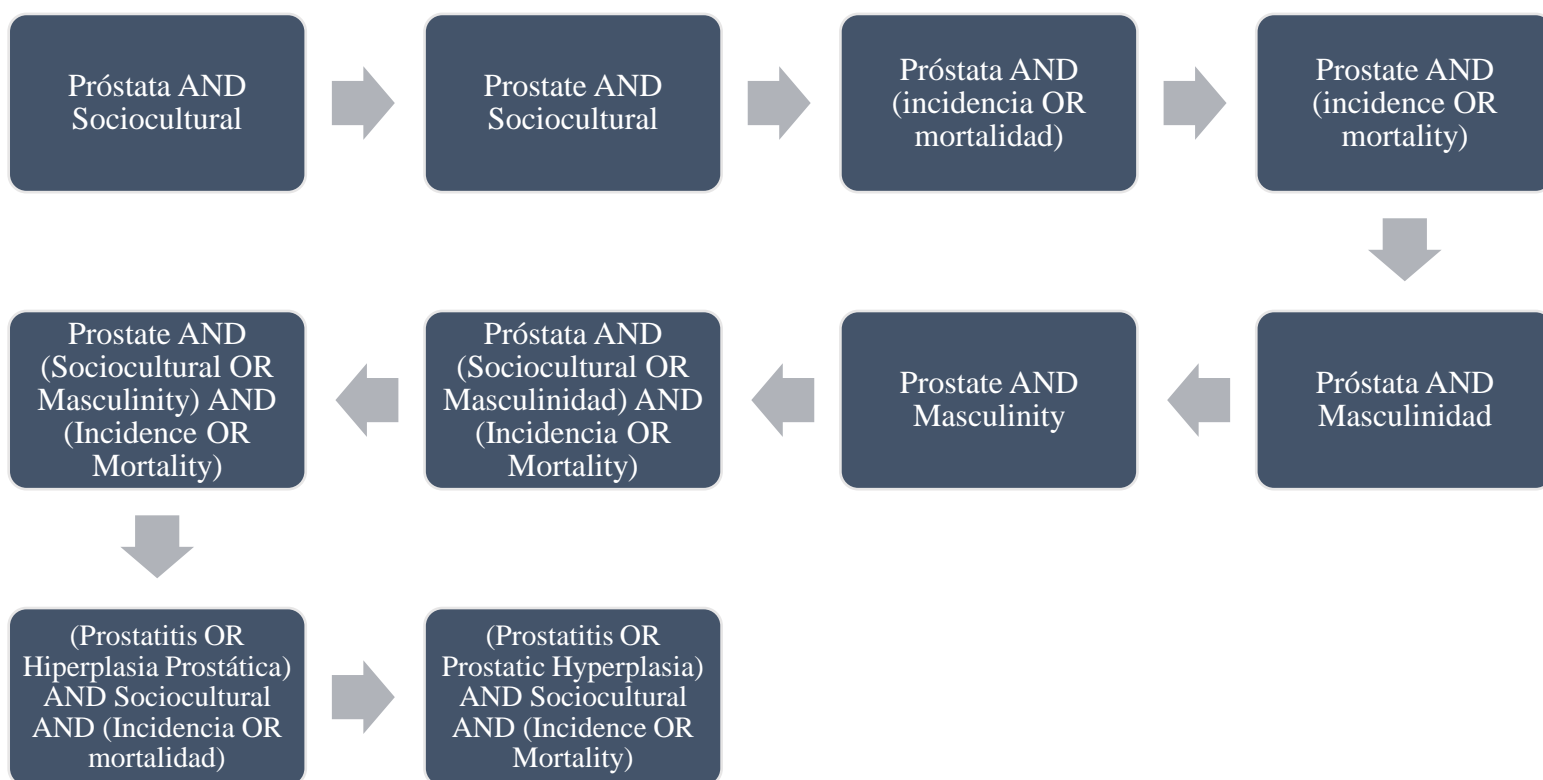 Próstata AND
Sociocultural
Prostate AND
Sociocultural
Próstata AND
(incidencia OR
mortalidad)
Prostate AND
(incidence OR
mortality)
Próstata AND
Masculinidad
Prostate AND
Masculinity
Próstata AND
(Sociocultural OR
Masculinidad) AND
(Incidencia OR
Mortality)
Prostate AND
(Sociocultural OR
Masculinity) AND
(Incidence OR
Mortality)
(Prostatitis OR
Hiperplasia Prostática)
AND Sociocultural
AND (Incidencia OR
mortalidad)
(Prostatitis OR
Prostatic Hyperplasia)
AND Sociocultural
AND (Incidence OR
Mortality)